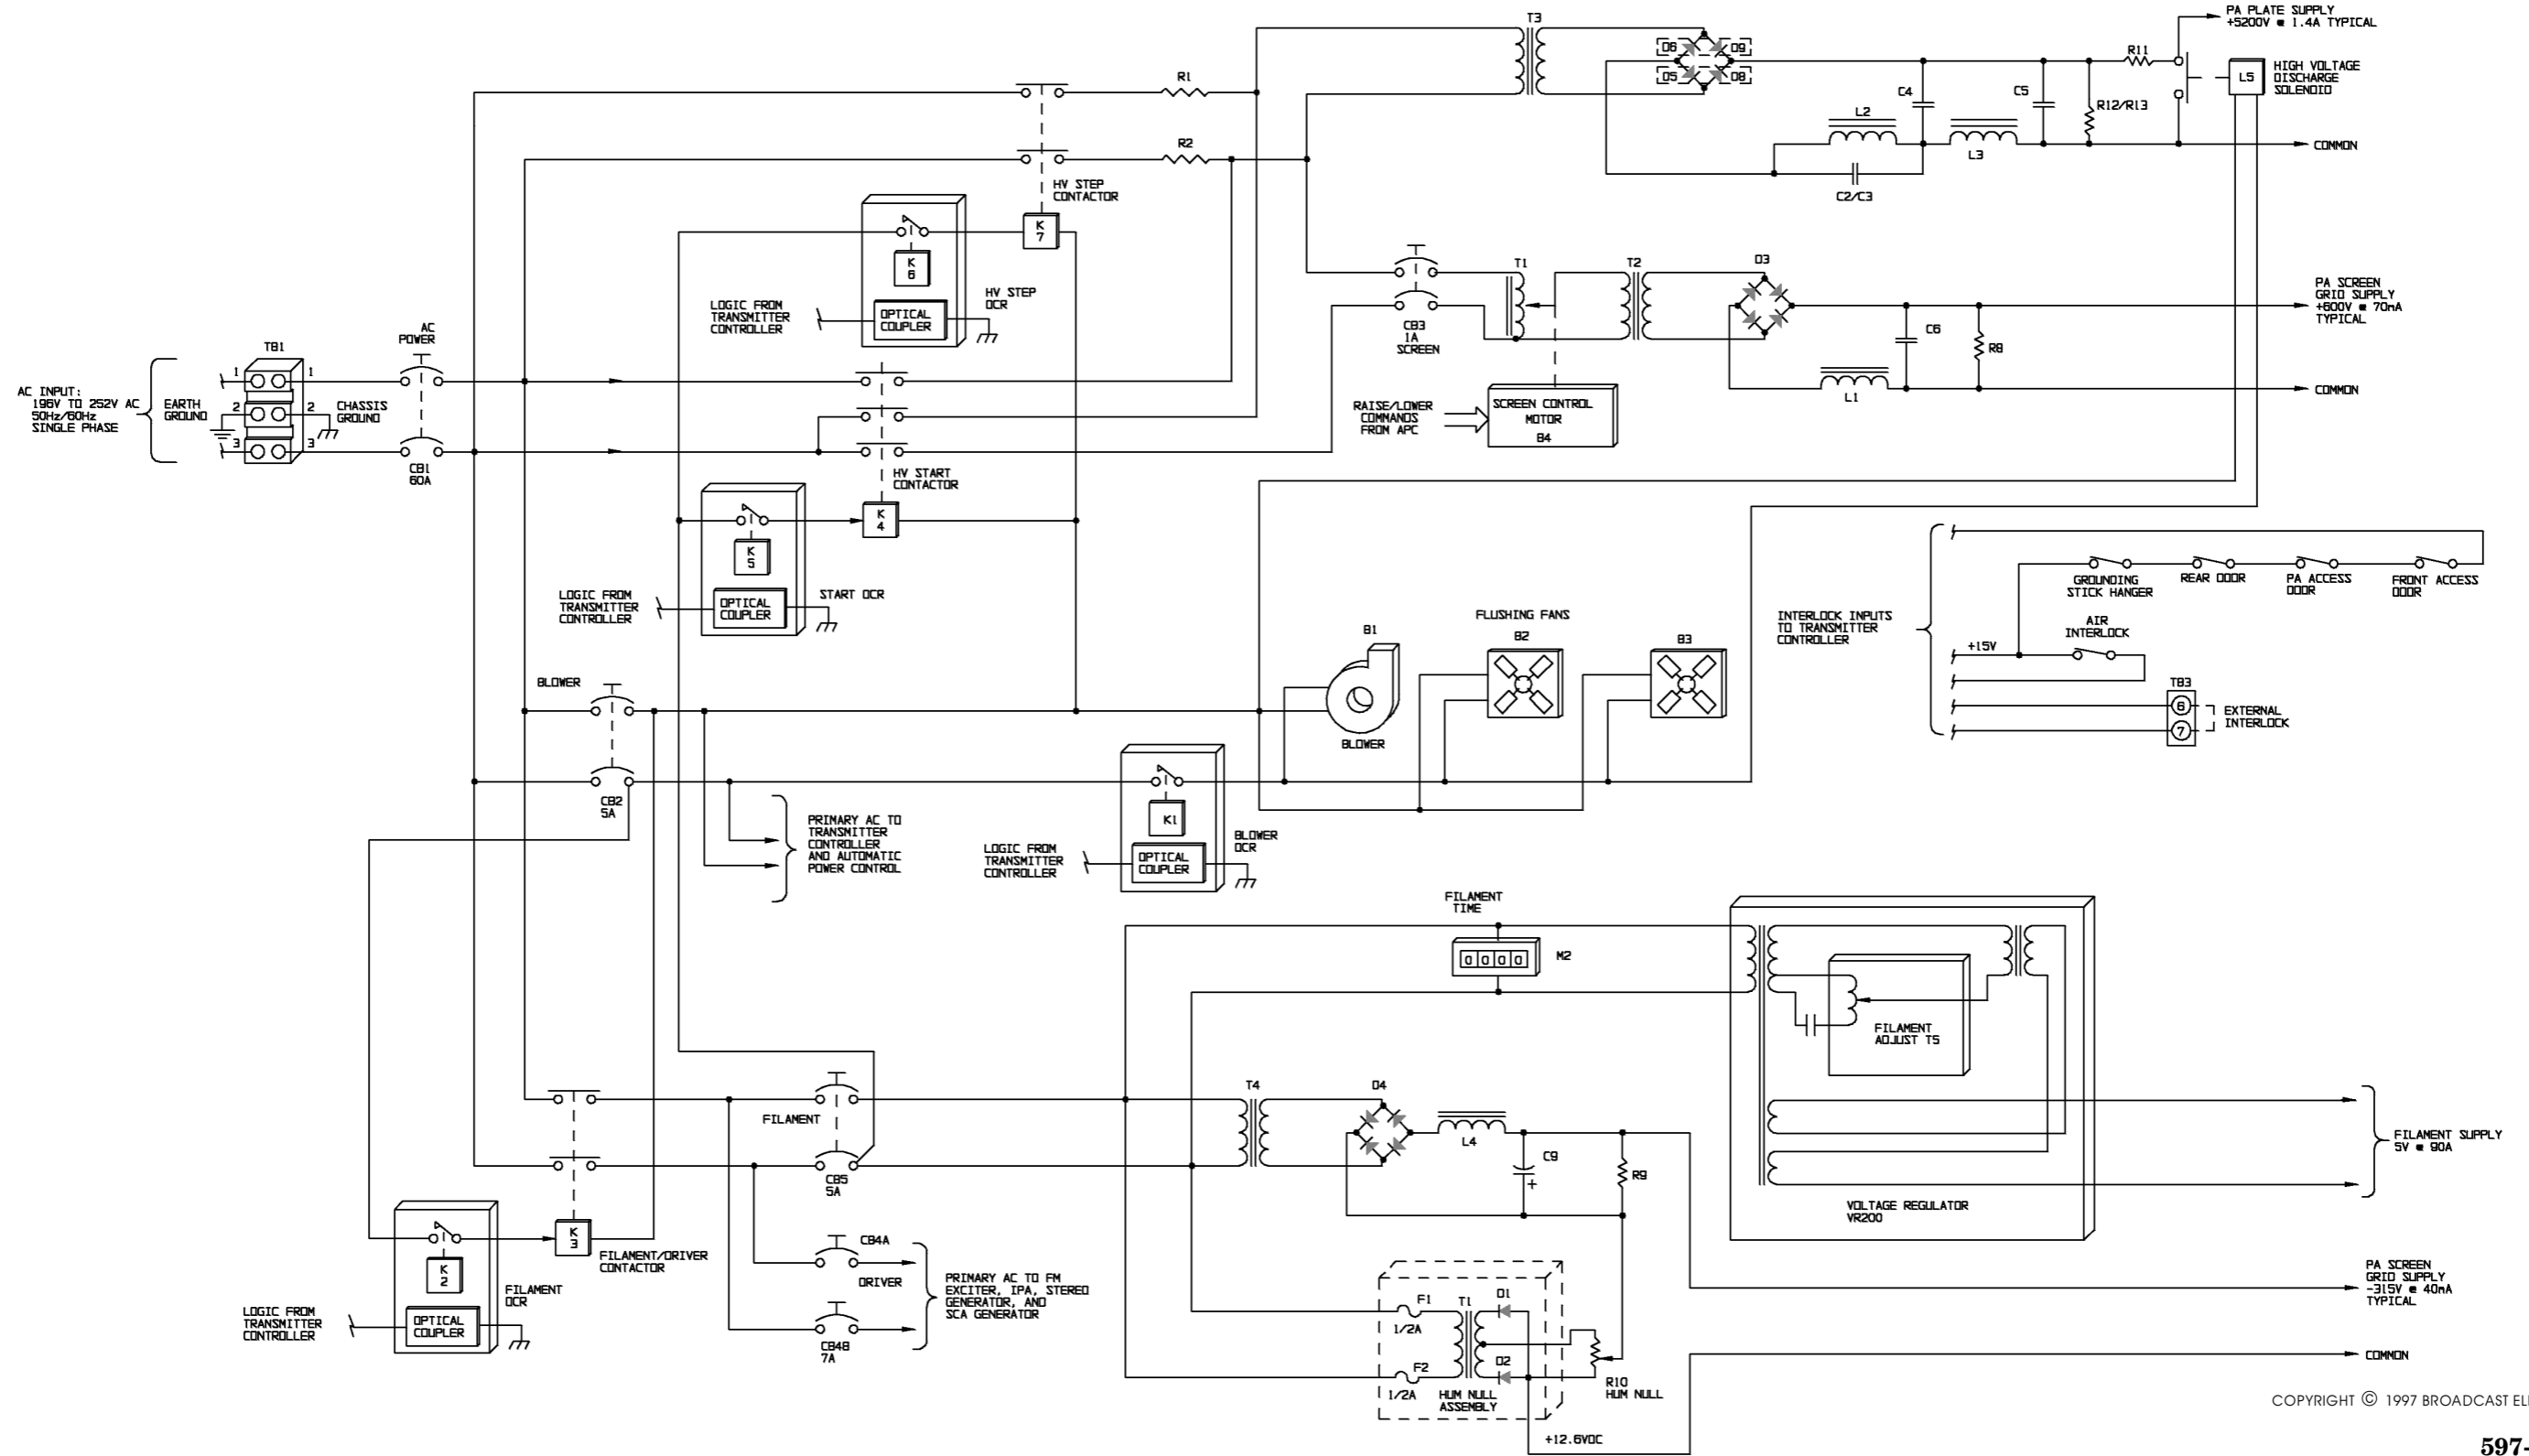 PA PLATE SUPPLY
+5200V @ 1.4A TYPICAL
T3
D6
D9
D5
D8
R11
L5
HIGH VOLTAGE
DISCHARGE
SOLENOID
C4
C5
R12/R13
L2
L3
C2/C3
COMMON
R1
R2
HV STEP
CONTACTOR
K
7
K
6
OPTICAL
COUPLER
HV STEP
OCR
LOGIC FROM
TRANSMITTER
CONTROLLER
CB3
1A
SCREEN
T1
T2
D3
C6
R8
L1
PA SCREEN
GRID SUPPLY
+600V @ 70mA
TYPICAL
COMMON
RAISE/LOWER
COMMANDS
FROM APC
SCREEN CONTROL
MOTOR
B4
AC INPUT:
196V TO 252V AC
50Hz/60Hz
SINGLE PHASE
EARTH
GROUND
TB1
1
1
2
2
3
3
CHASSIS
GROUND
AC
POWER
CB1
60A
HV START
CONTACTOR
K
4
K
5
OPTICAL
COUPLER
START OCR
LOGIC FROM
TRANSMITTER
CONTROLLER
INTERLOCK INPUTS
TO TRANSMITTER
CONTROLLER
GROUNDING
STICK HANGER
REAR DOOR
PA ACCESS
DOOR
FRONT ACCESS
DOOR
AIR
INTERLOCK
+15V
TB3
6
7
EXTERNAL
INTERLOCK
BLOWER
CB2
5A
B1
BLOWER
FLUSHING FANS
B2
B3
PRIMARY AC TO
TRANSMITTER
CONTROLLER
AND AUTOMATIC
POWER CONTROL
K1
OPTICAL
COUPLER
BLOWER
OCR
LOGIC FROM
TRANSMITTER
CONTROLLER
FILAMENT
TIME
0 0 0 0
M2
FILAMENT
ADJUST T5
VOLTAGE REGULATOR
VR200
FILAMENT SUPPLY
5V @ 90A
FILAMENT
CB5
5A
T4
D4
L4
C9
+
R9
K
3
FILAMENT/DRIVER
CONTACTOR
K
2
OPTICAL
COUPLER
FILAMENT
OCR
LOGIC FROM
TRANSMITTER
CONTROLLER
CB4A
DRIVER
CB4B
7A
PRIMARY AC TO FM
EXCITER, IPA, STEREO
GENERATOR, AND
SCA GENERATOR
F1
1/2A
F2
1/2A
T1
D1
D2
HUM NULL
ASSEMBLY
R10
HUM NULL
+12.6VDC
PA SCREEN
GRID SUPPLY
-315V @ 40mA
TYPICAL
COMMON
COPYRIGHT © 1997 BROADCAST EL
597-